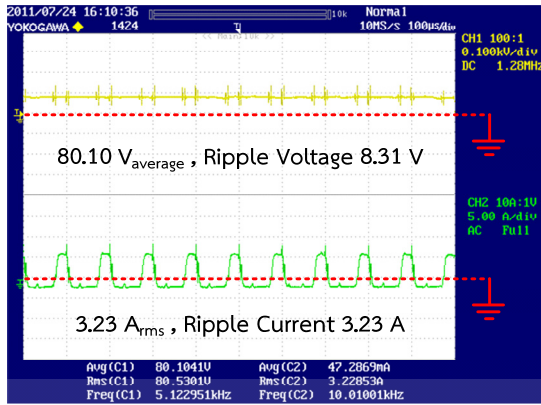 2011/07/24 16:10:36 10k Normal
YOKOGAWA 1424 10MS/s 100µs/div
<< Main:10k >>
CH1 100:1
0.100kV/div
DC 1.28MHz
80.10 Vaverage , Ripple Voltage 8.31 V
CH2 10A:1V
5.00 A/div
AC Full
3.23 Arms , Ripple Current 3.23 A
Avg(C1) 80.1041V Avg(C2) 47.2869mA
Rms(C1) 80.5301V Rms(C2) 3.22853A
Freq(C1) 5.122951kHz Freq(C2) 10.01001kHz